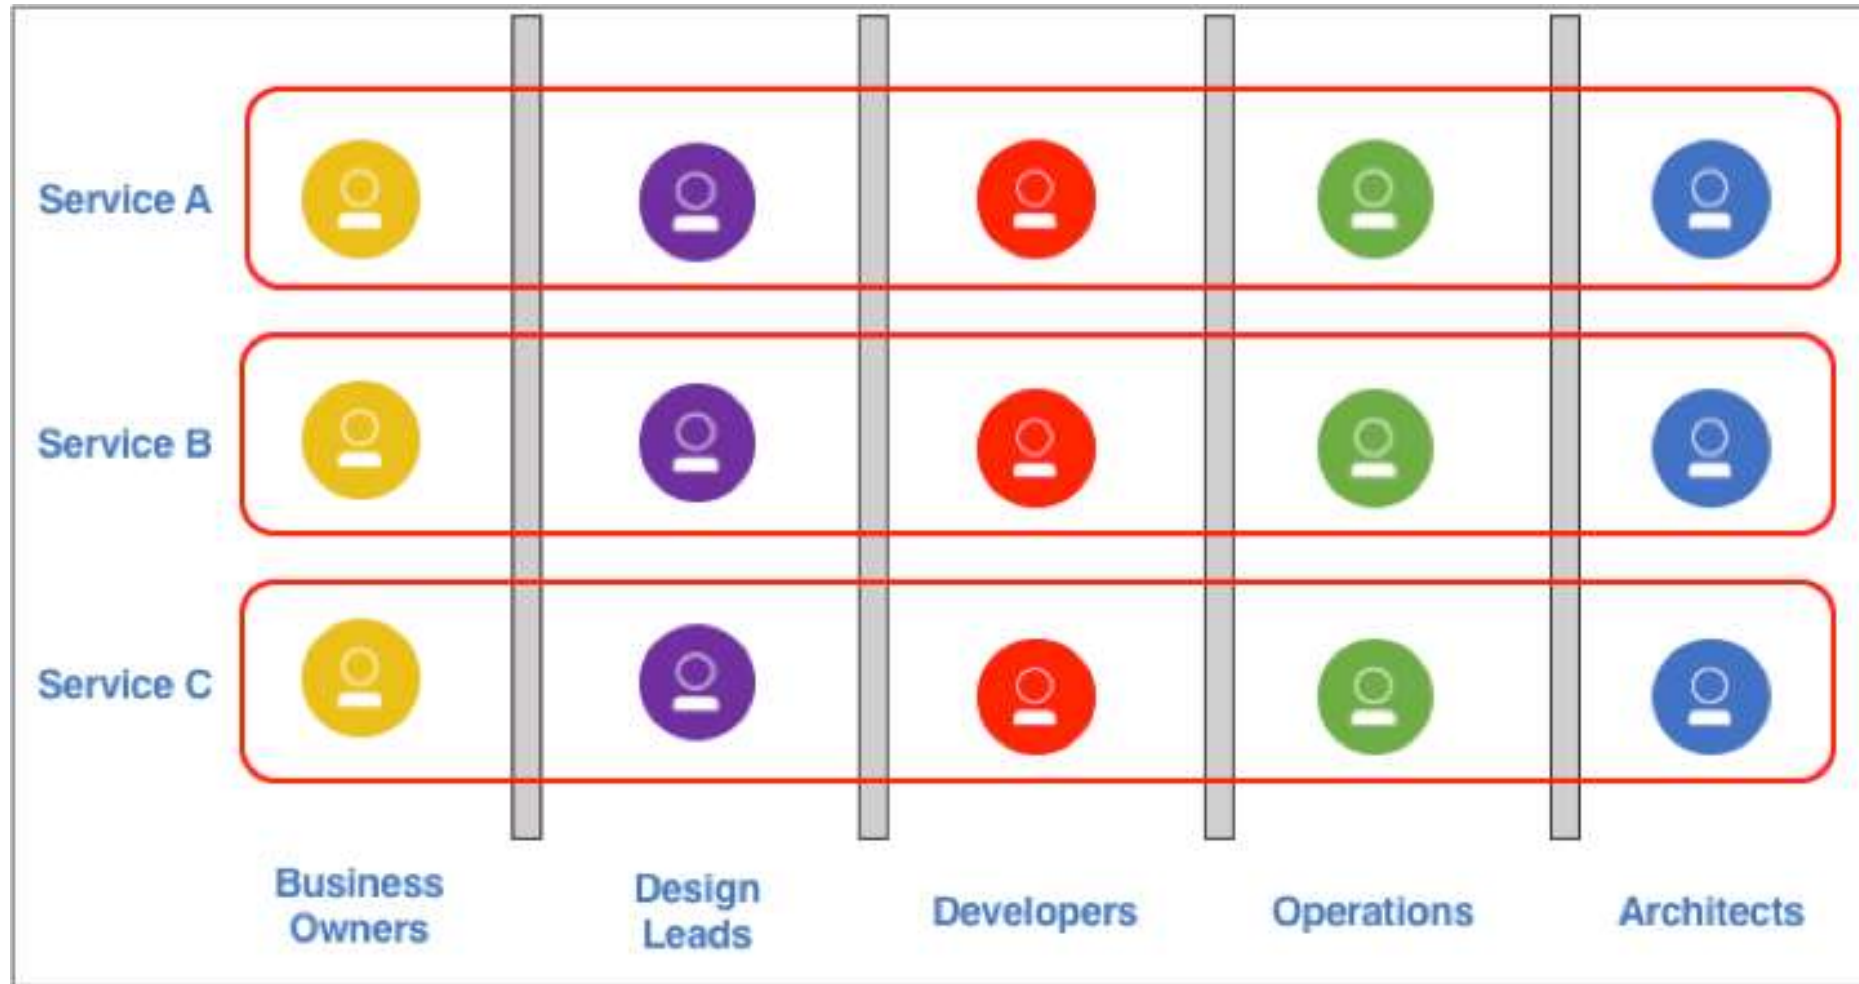 Service A
Service B
Service C
Business
Owners
Design
Leads
Developers
Operations
Architects